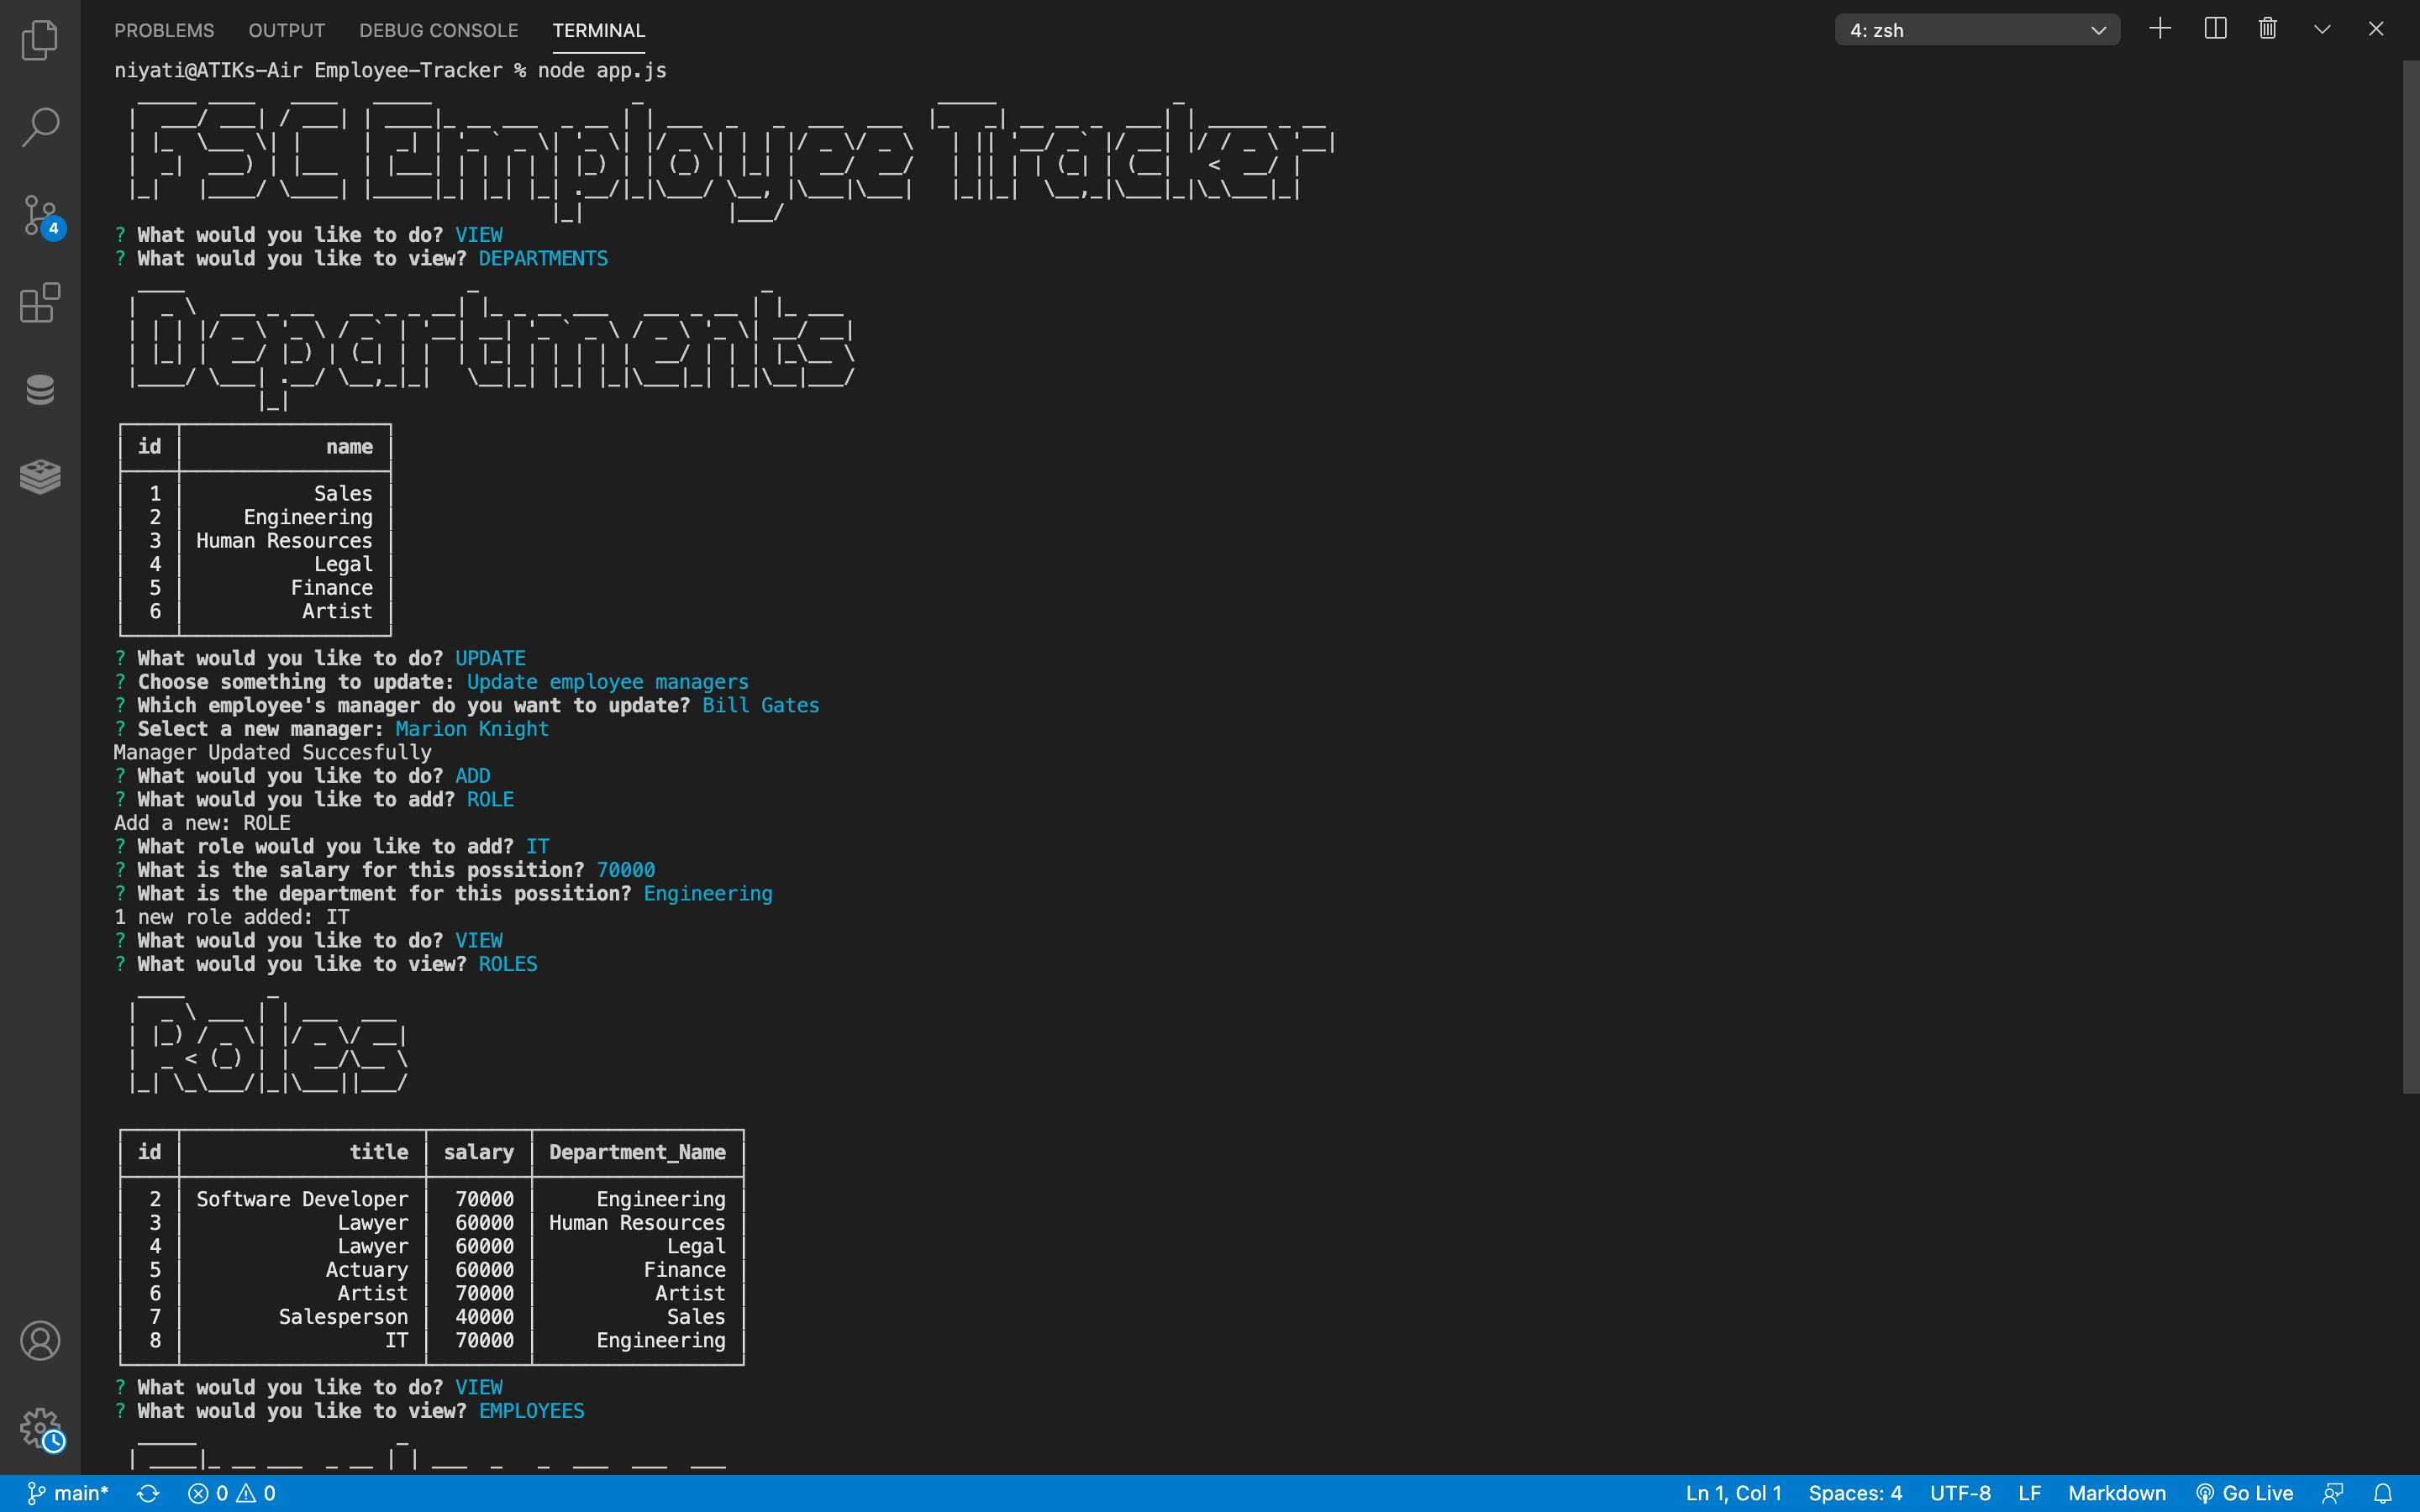 PROBLEMS OUTPUT DEBUG CONSOLE TERMINAL 4: zsh
niyati@ATIKs-Air Employee-Tracker % node app.js
FSC Employee Tracker
? What would you like to do? VIEW
? What would you like to view? DEPARTMENTS
Departments
id name
1 Sales
2 Engineering
3 Human Resources
4 Legal
5 Finance
6 Artist
? What would you like to do? UPDATE
? Choose something to update: Update employee managers
? Which employee's manager do you want to update? Bill Gates
? Select a new manager: Marion Knight
Manager Updated Succesfully
? What would you like to do? ADD
? What would you like to add? ROLE
Add a new: ROLE
? What role would you like to add? IT
? What is the salary for this possition? 70000
? What is the department for this possition? Engineering
1 new role added: IT
? What would you like to do? VIEW
? What would you like to view? ROLES
Roles
id title salary Department_Name
2 Software Developer 70000 Engineering
3 Lawyer 60000 Human Resources
4 Lawyer 60000 Legal
5 Actuary 60000 Finance
6 Artist 70000 Artist
7 Salesperson 40000 Sales
8 IT 70000 Engineering
? What would you like to do? VIEW
? What would you like to view? EMPLOYEES
4
main* 0 0 Ln 1, Col 1 Spaces: 4 UTF-8 LF Markdown Go Live